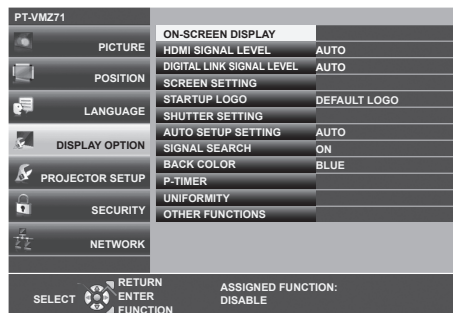 PT-VMZ71
PICTURE
POSITION
LANGUAGE
DISPLAY OPTION
PROJECTOR SETUP
SECURITY
NETWORK
ON-SCREEN DISPLAY
HDMI SIGNAL LEVEL AUTO
DIGITAL LINK SIGNAL LEVEL AUTO
SCREEN SETTING
STARTUP LOGO DEFAULT LOGO
SHUTTER SETTING
AUTO SETUP SETTING AUTO
SIGNAL SEARCH ON
BACK COLOR BLUE
P-TIMER
UNIFORMITY
OTHER FUNCTIONS
SELECT
RETURN
ENTER
FUNCTION
ASSIGNED FUNCTION:
DISABLE